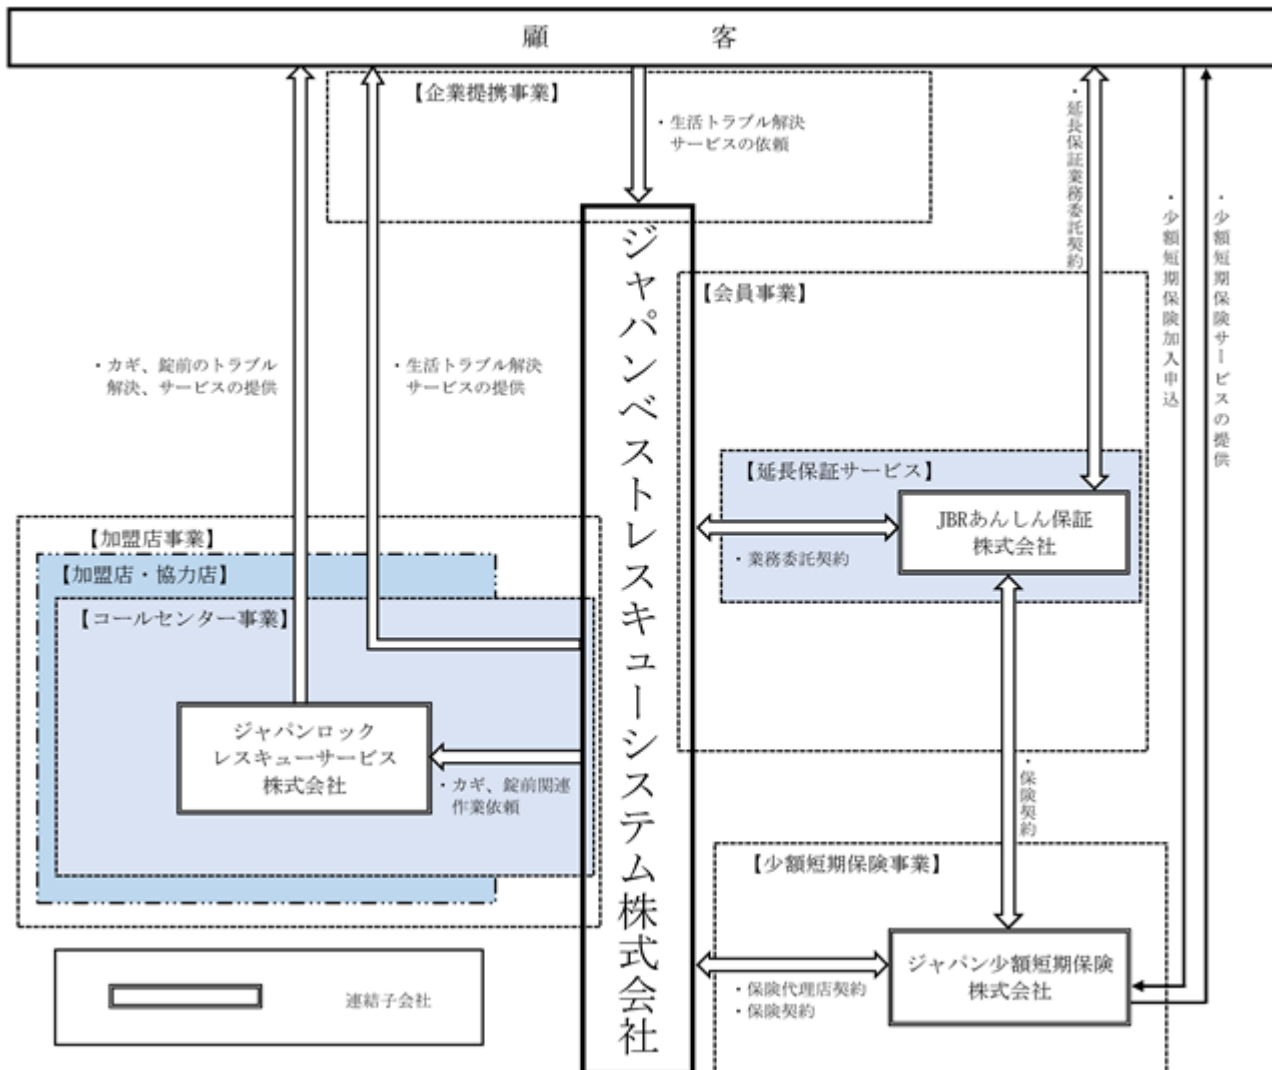 顧客
【企業提携事業】
・生活トラブル解決
サービスの依頼
・延長保証業務委託契約
・少額短期保険加入申込
・少額短期保険サービスの提供
ジャパンベストレスキューシステム株式会社
【会員事業】
・カギ、錠前のトラブル
解決、サービスの提供
・生活トラブル解決
サービスの提供
【延長保証サービス】
JBRあんしん保証
株式会社
・業務委託契約
【加盟店事業】
【加盟店・協力店】
【コールセンター事業】
ジャパンロック
レスキューサービス
株式会社
・カギ、錠前関連
作業依頼
・保険契約
【少額短期保険事業】
ジャパン少額短期保険
株式会社
・保険代理店契約
・保険契約
連結子会社